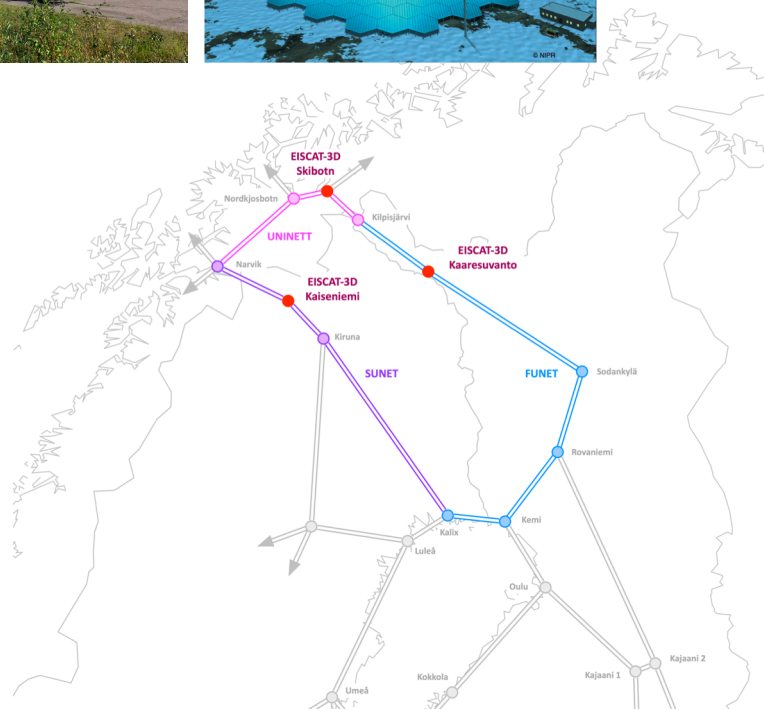 © NIPR
EISCAT-3D
Skibotn
Nordkjosbotn
Kilpisjärvi
UNINETT
EISCAT-3D
Kaaresuvanto
Narvik
EISCAT-3D
Kaiseniemi
Kiruna
SUNET
FUNET
Sodankylä
Rovaniemi
Kemi
Kalix
Luleå
Oulu
Kajaani 2
Kajaani 1
Kokkola
Umeå